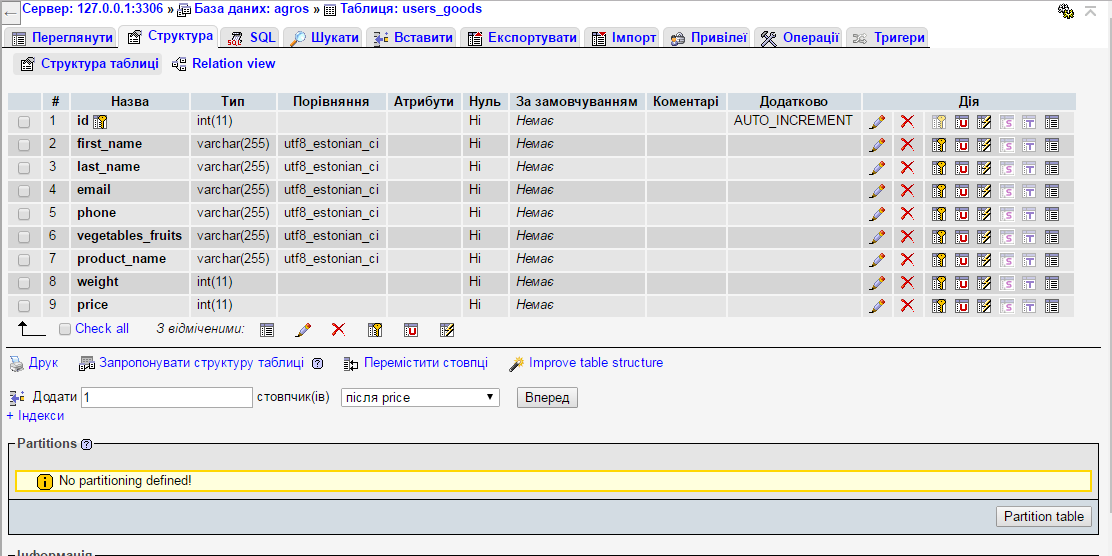 Сервер: 127.0.0.1:3306 » База даних: agros » Таблиця: users_goods
Переглянути Структура SQL Шукати Вставити Експортувати Імпорт Привілеї Операції Тригери
Структура таблиці Relation view
# Назва Тип Порівняння Атрибути Нуль За замовчуванням Коментарі Додатково Дія
1 id int(11) Ні Немає AUTO_INCREMENT
2 first_name varchar(255) utf8_estonian_ci Ні Немає
3 last_name varchar(255) utf8_estonian_ci Ні Немає
4 email varchar(255) utf8_estonian_ci Ні Немає
5 phone varchar(255) utf8_estonian_ci Ні Немає
6 vegetables_fruits varchar(255) utf8_estonian_ci Ні Немає
7 product_name varchar(255) utf8_estonian_ci Ні Немає
8 weight int(11) Ні Немає
9 price int(11) Ні Немає
Check all З відміченими:
Друк Запропонувати структуру таблиці Перемістити стовпці Improve table structure
Додати 1 стовпчик(ів) після price Вперед
+ Індекси
Partitions
No partitioning defined!
Partition table
Інформація